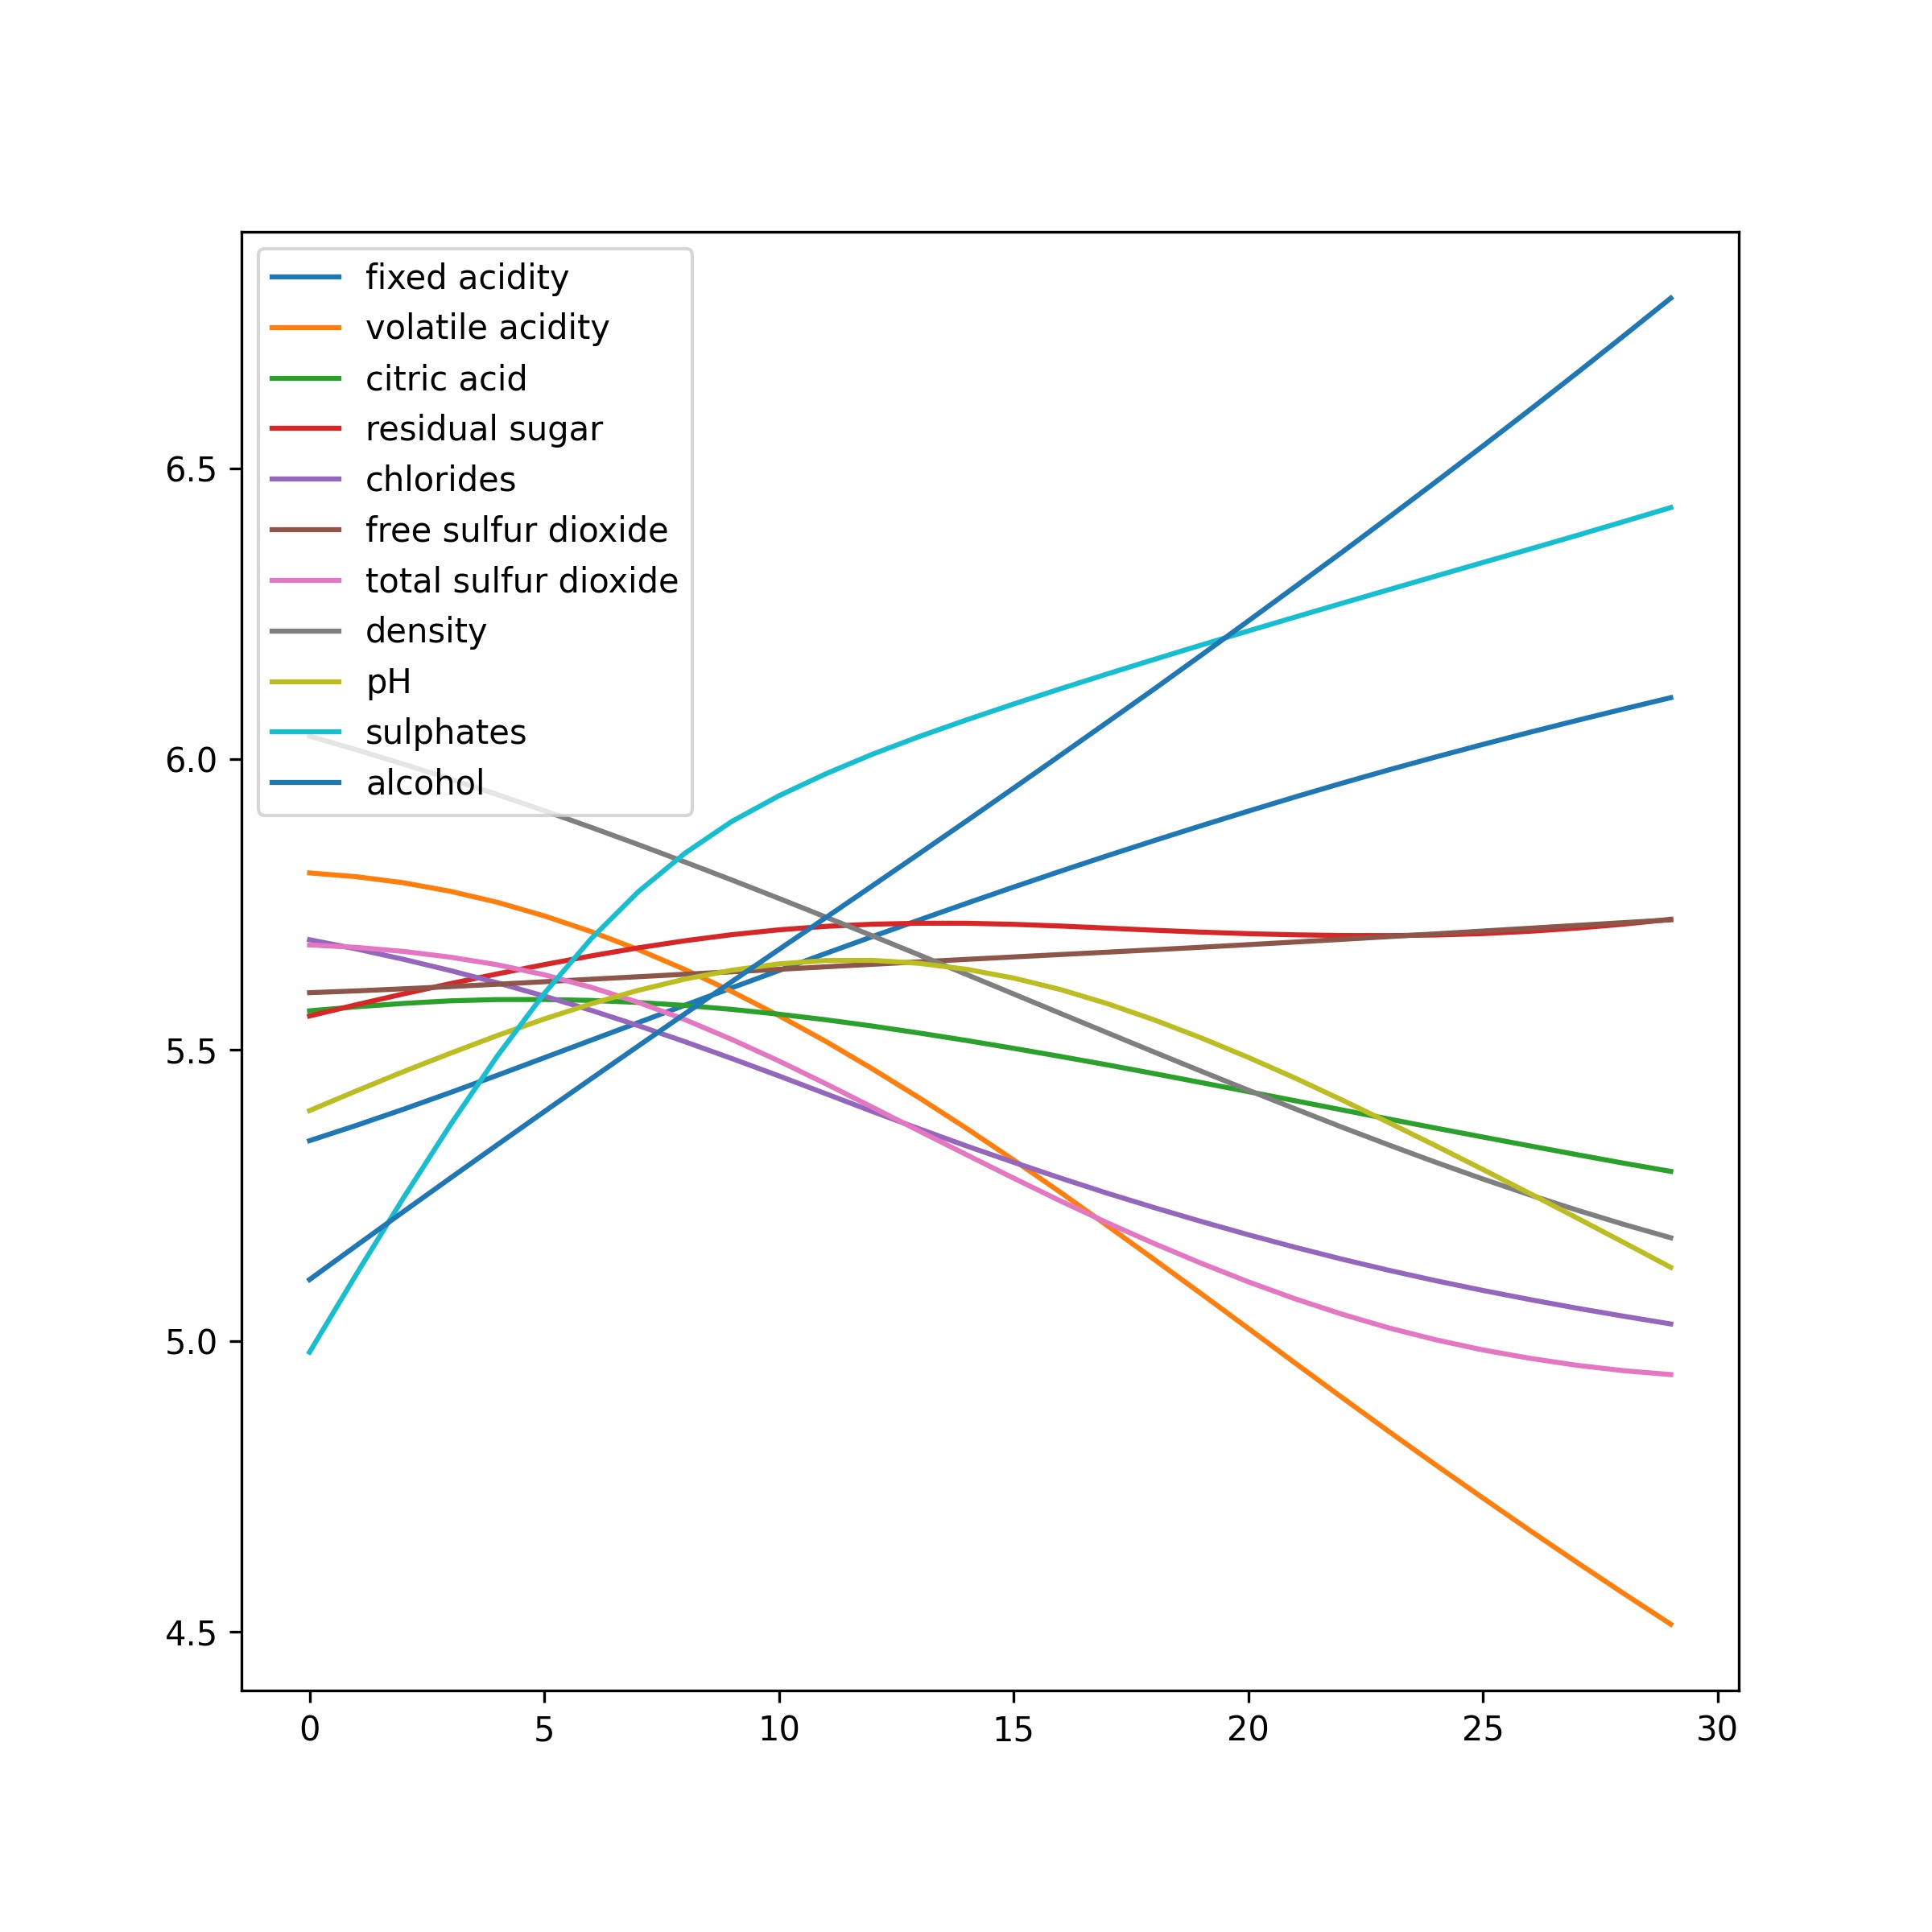 fixed acidity
volatile acidity
citric acid
residual sugar
chlorides
free sulfur dioxide
total sulfur dioxide
density
pH
sulphates
alcohol
6.5
6.0
5.5
5.0
4.5
0 5 10 15 20 25 30